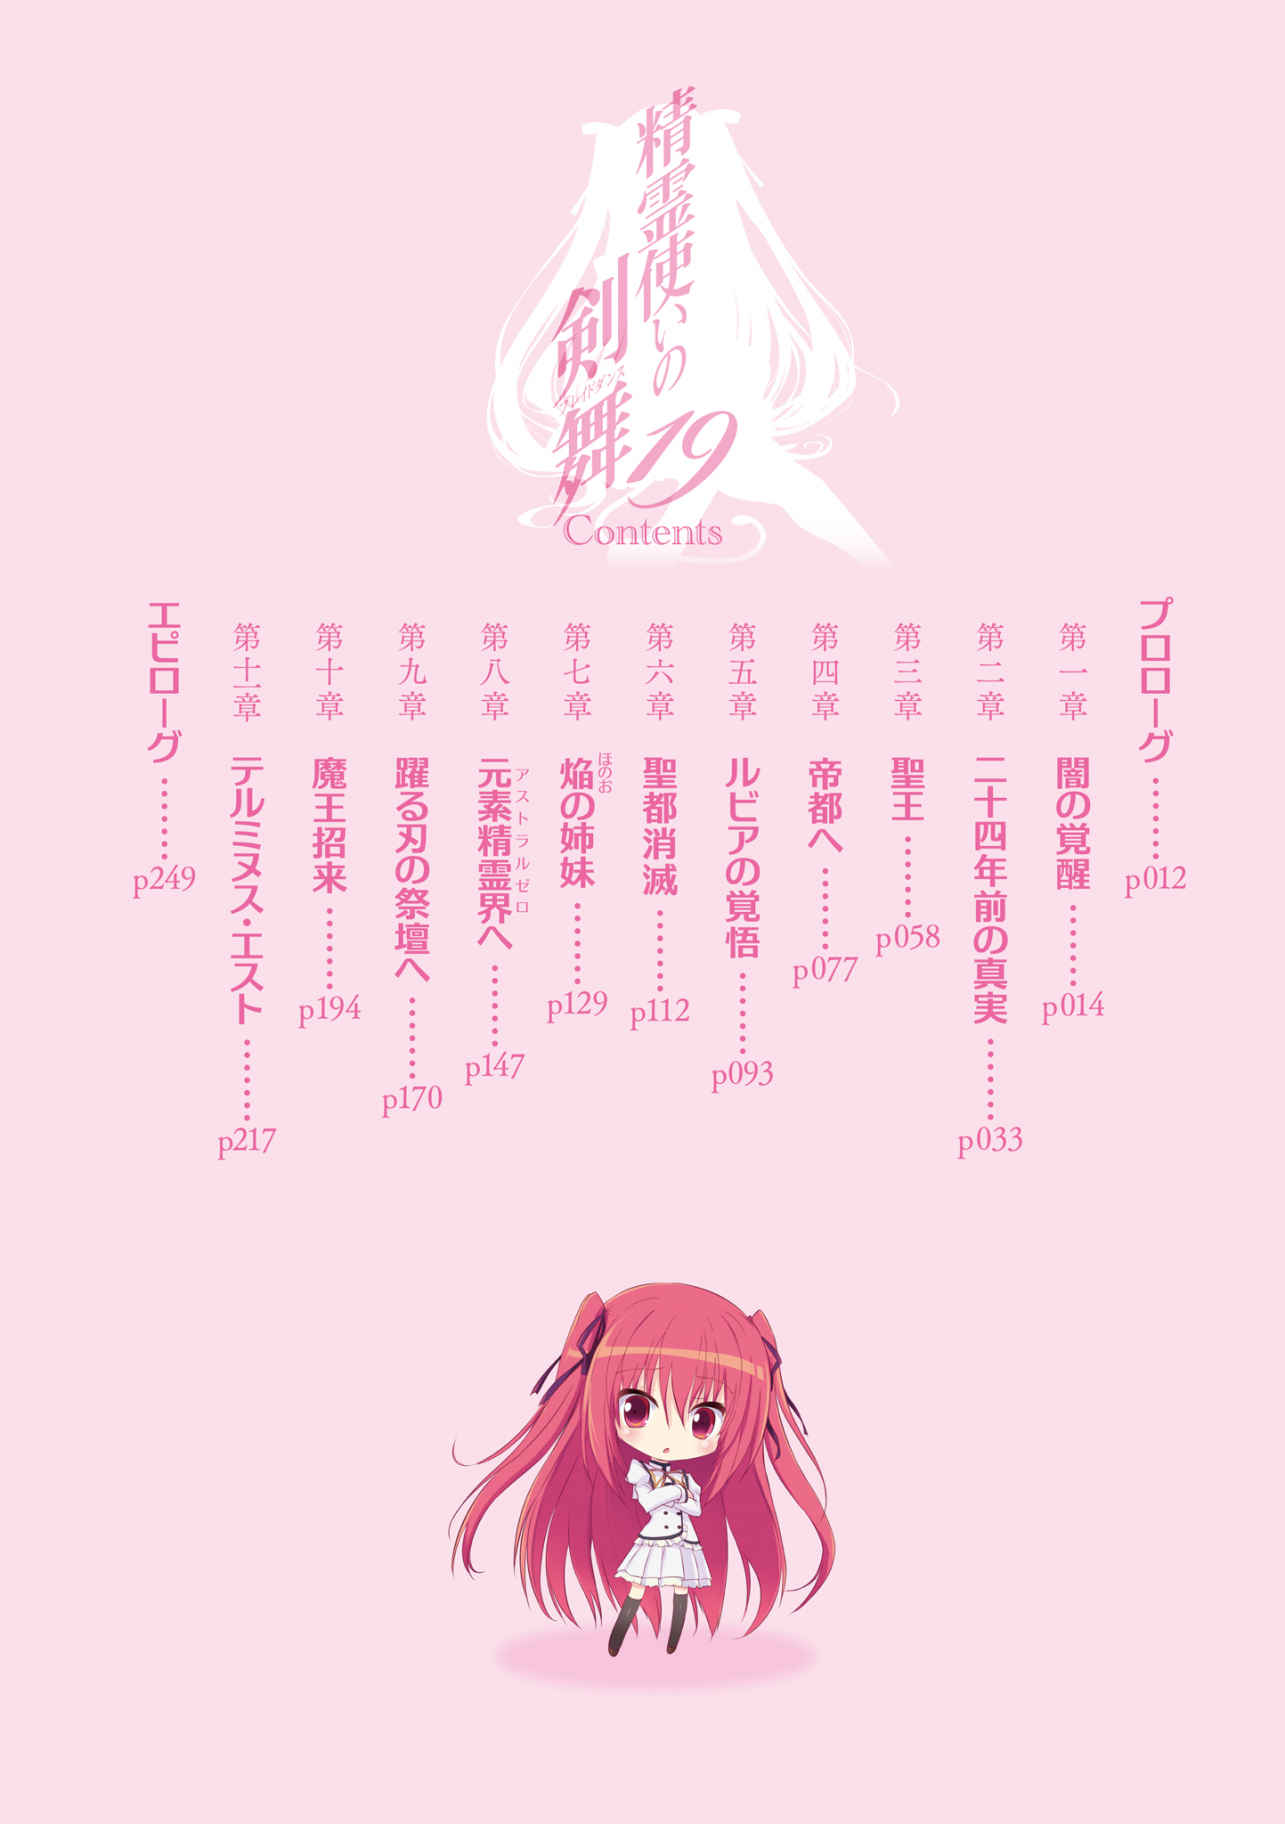 精霊使いの
剣舞
ブレイドダンス
19
Contents
プロローグ ……… p012
第一章 闇の覚醒 ……… p014
第二章 二十四年前の真実 ……… p033
第三章 聖王 ……… p058
第四章 帝都へ ……… p077
第五章 ルビアの覚悟 ……… p093
第六章 聖都消滅 ……… p112
第七章 焔の姉妹 ……… p129
ほのお
第八章 元素精霊界へ ……… p147
アストラルゼロ
第九章 躍る刃の祭壇へ ……… p170
第十章 魔王招来 ……… p194
第十一章 テルミヌス・エスト ……… p217
エピローグ ……… p249